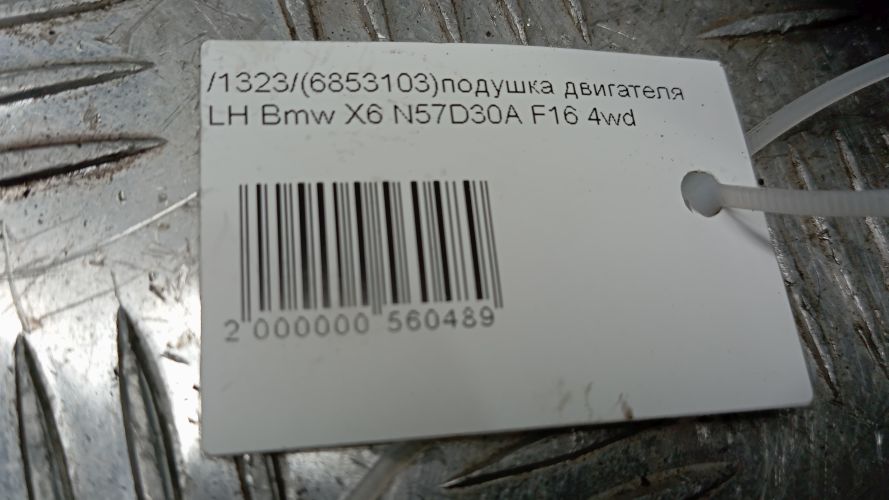 /1323/(6853103)подушка двигателя
LH Bmw X6 N57D30A F16 4wd
2 000000 560489